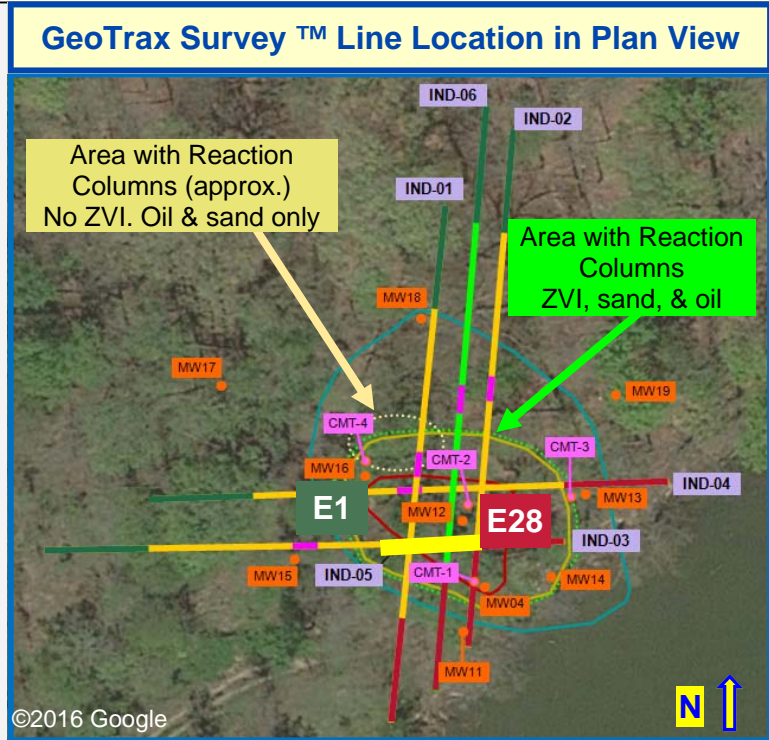 GeoTrax Survey ™ Line Location in Plan View
IND-06
IND-02
Area with Reaction
Columns (approx.)
No ZVI. Oil & sand only
IND-01
Area with Reaction
Columns
ZVI, sand, & oil
MW18
MW17
MW19
CMT-4
CMT-2
CMT-3
MW16
IND-04
E1
MW12
E28
MW13
IND-03
MW15
IND-05
CMT-1
MW14
MW04
MW11
©2016 Google
N